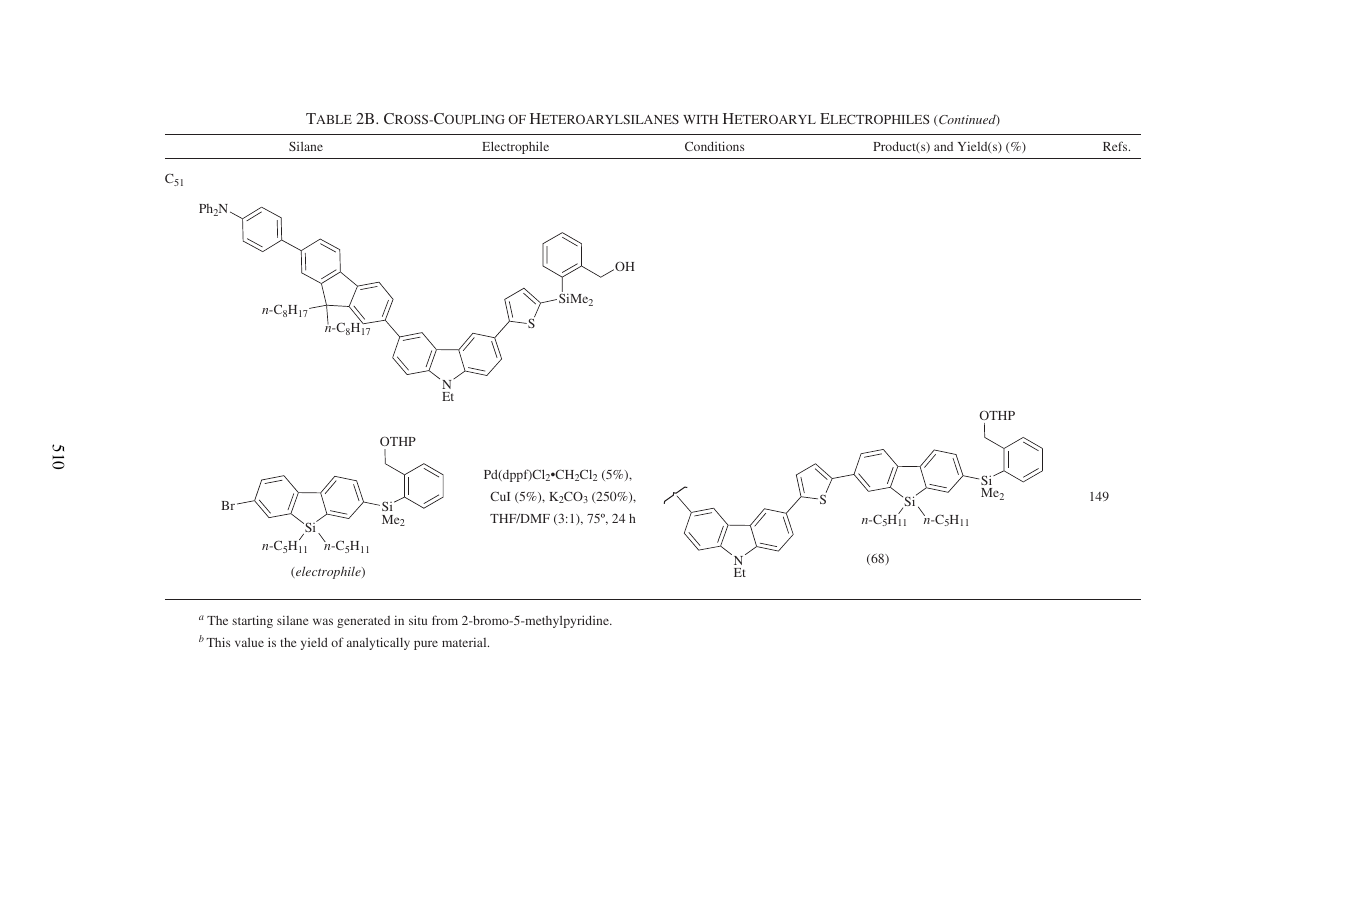 TABLE 2B. CROSS-COUPLING OF HETEROARYLSILANES WITH HETEROARYL ELECTROPHILES (Continued)
Silane Electrophile Conditions Product(s) and Yield(s) (%) Refs.
C51
Ph2N
OH
SiMe2
S
n-C8H17
n-C8H17
N
Et
OTHP
Br
Si
Me2
Si
n-C5H11 n-C5H11
(electrophile)
Pd(dppf)Cl2•CH2Cl2 (5%),
CuI (5%), K2CO3 (250%),
THF/DMF (3:1), 75º, 24 h
OTHP
Si
Me2
S
Si
n-C5H11 n-C5H11
N
Et
(68)
149
a The starting silane was generated in situ from 2-bromo-5-methylpyridine.
b This value is the yield of analytically pure material.
510